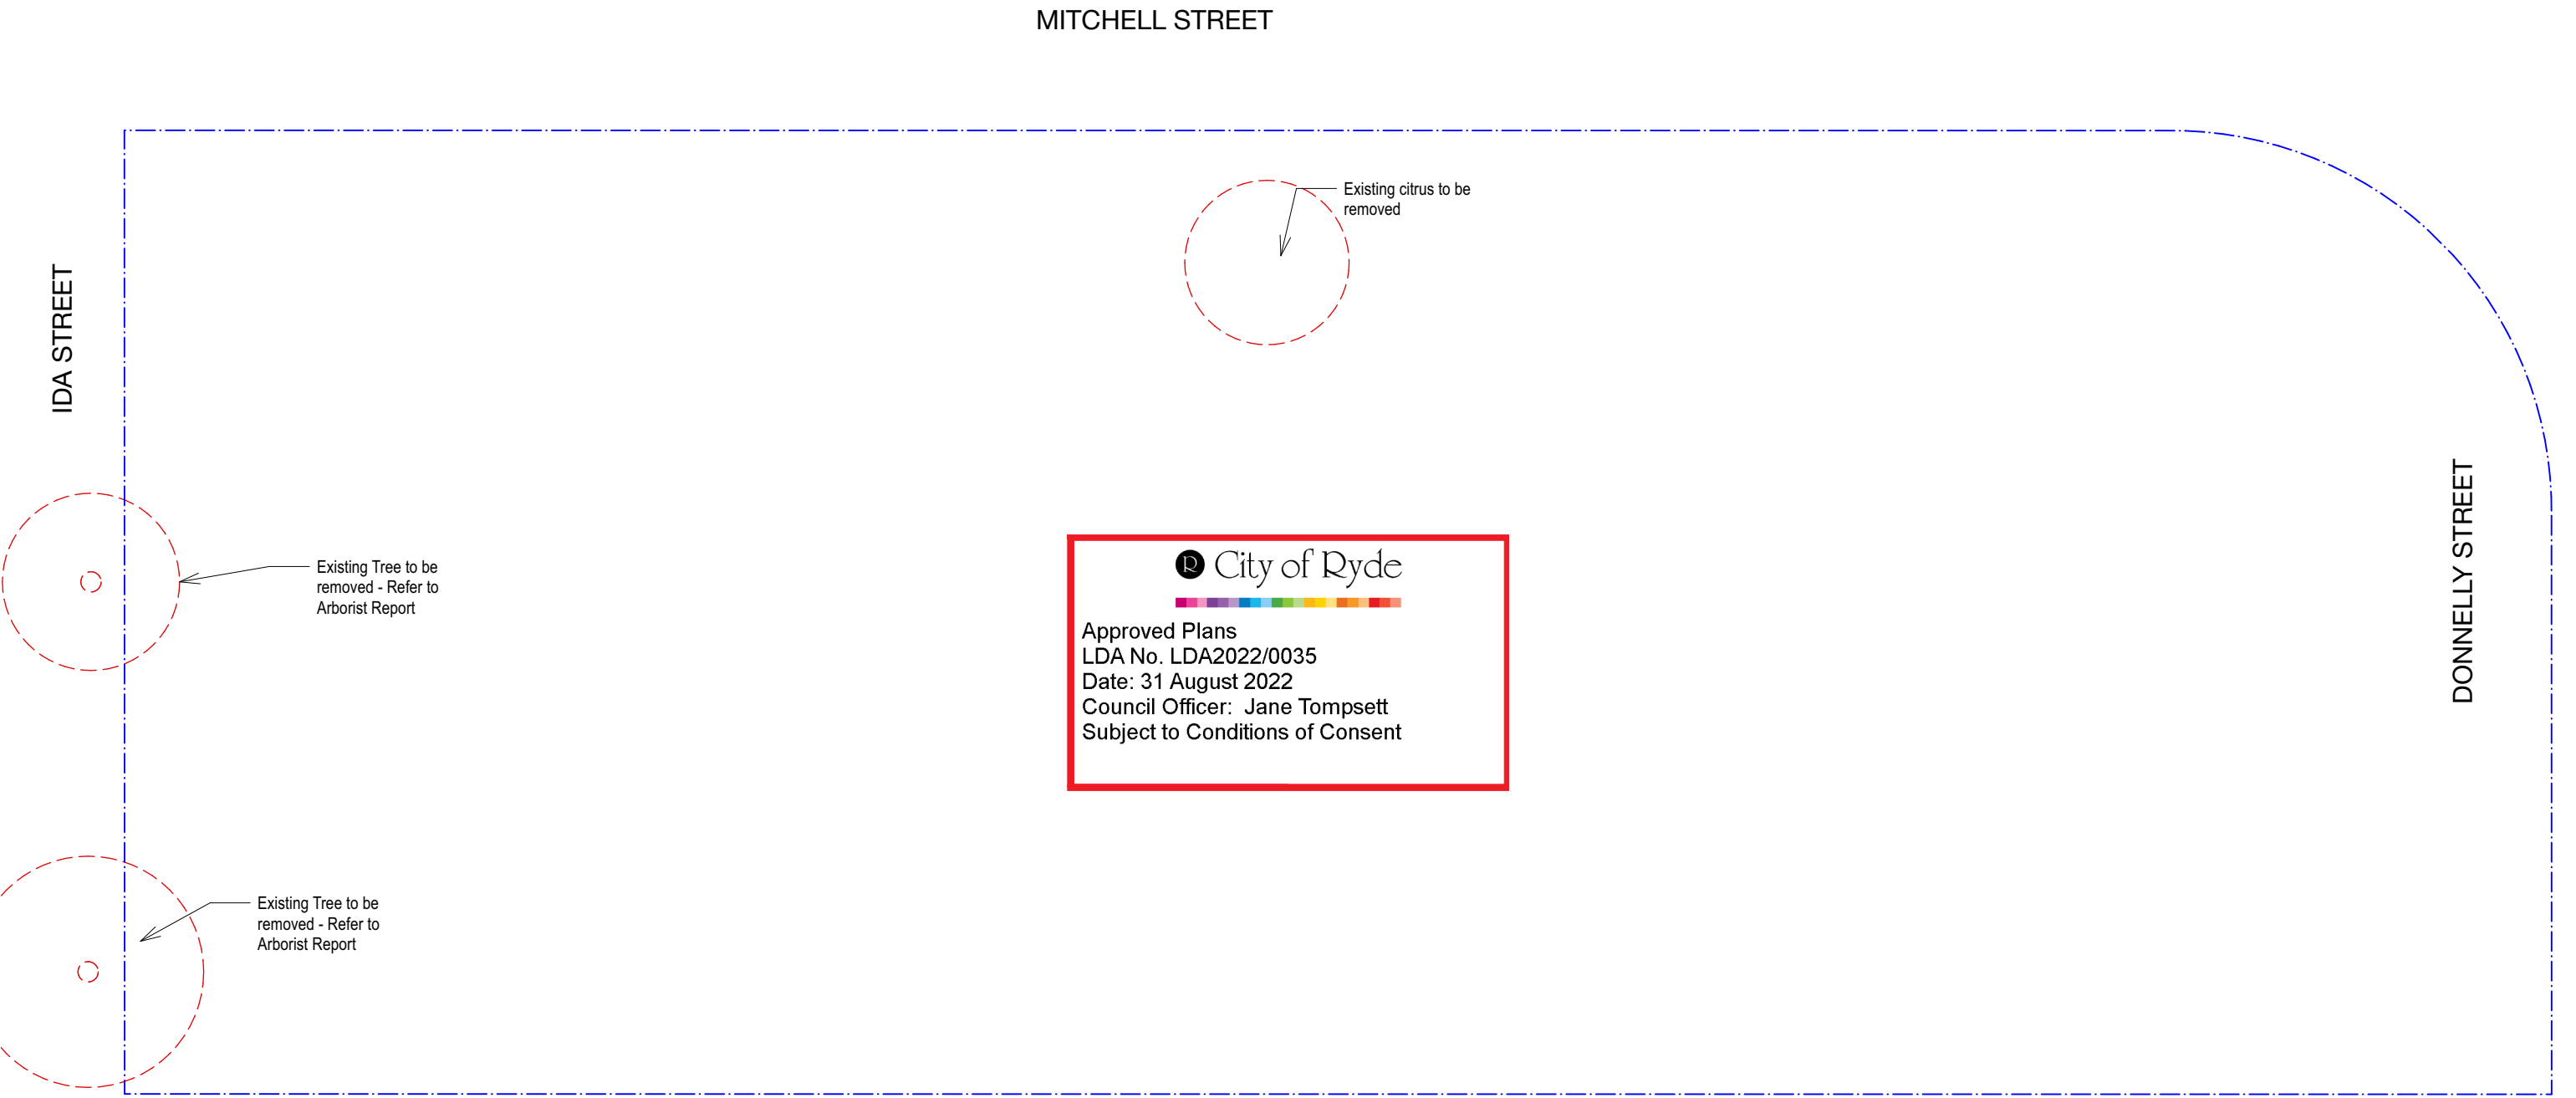 MITCHELL STREET
Existing citrus to be
removed
IDA STREET
DONNELLY STREET
Existing Tree to be
removed - Refer to
Arborist Report
R City of Ryde
Approved Plans
LDA No. LDA2022/0035
Date: 31 August 2022
Council Officer:  Jane Tompsett
Subject to Conditions of Consent
Existing Tree to be
removed - Refer to
Arborist Report